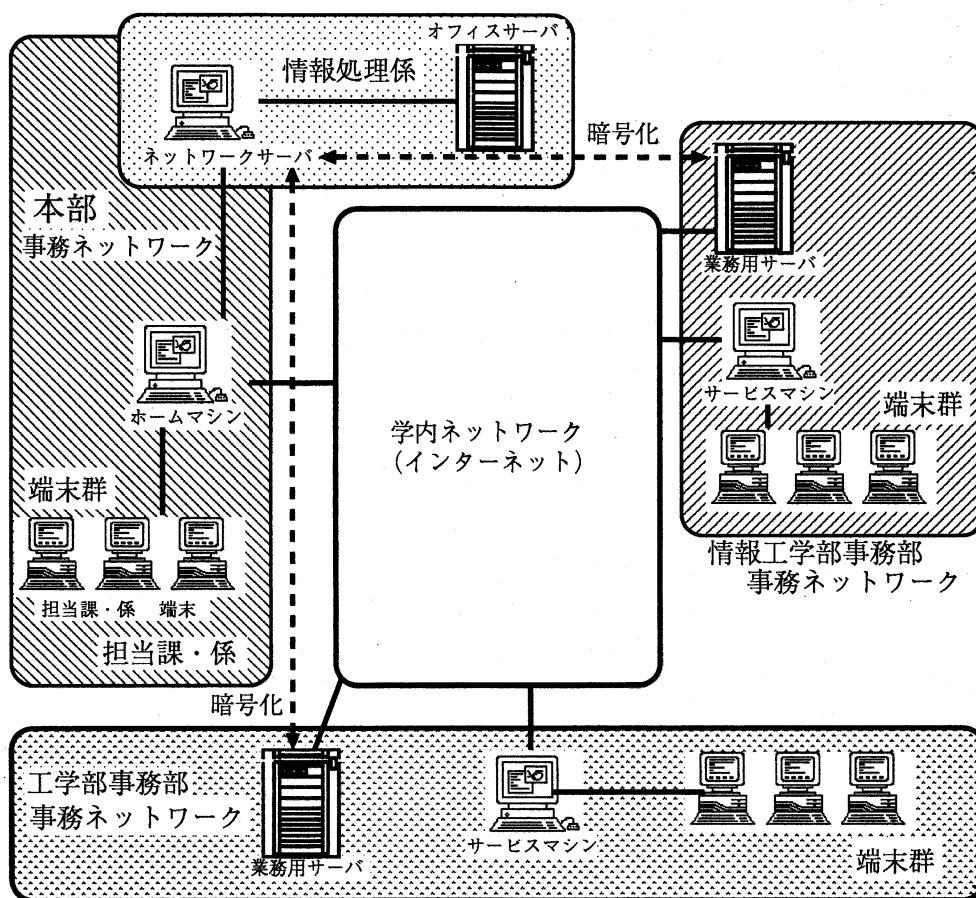 オフィスサーバ
情報処理係
ネットワークサーバ
暗号化
本部
事務ネットワーク
業務用サーバ
ホームマシン
サービスマシン
端末群
学内ネットワーク
(インターネット)
端末群
担当課・係 端末
担当課・係
情報工学部事務部
事務ネットワーク
暗号化
工学部事務部
事務ネットワーク
業務用サーバ
サービスマシン
端末群